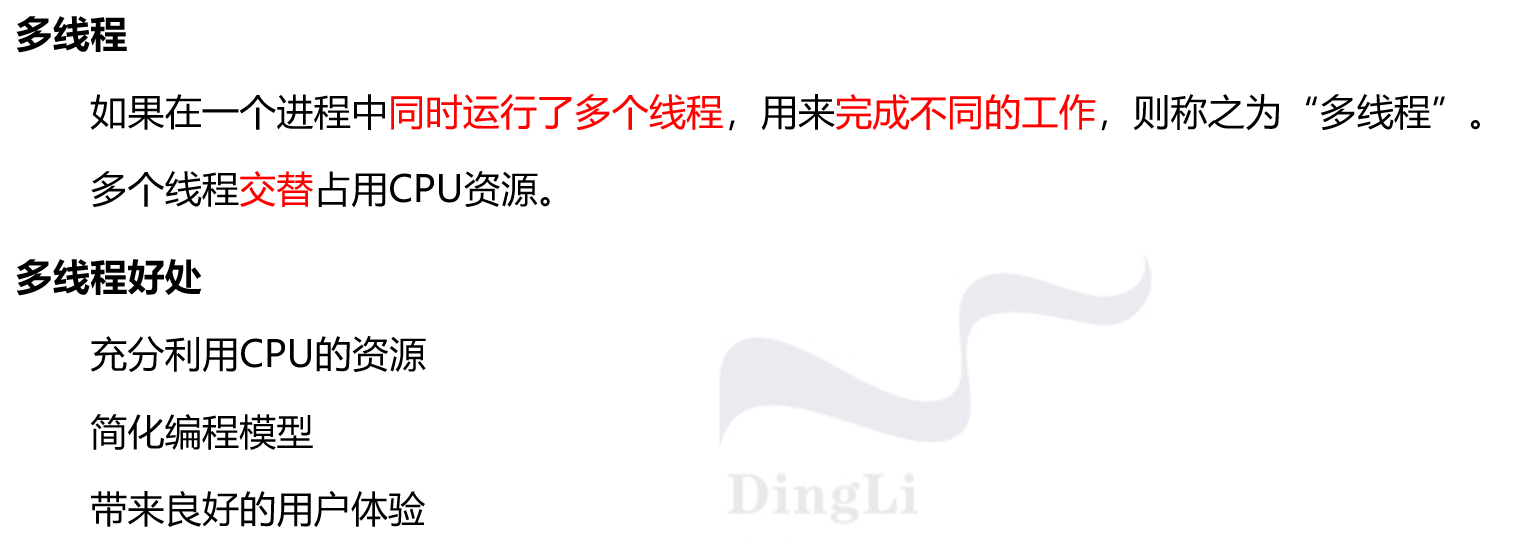 多线程
如果在一个进程中同时运行了多个线程，用来完成不同的工作，则称之为“多线程”。
多个线程交替占用CPU资源。
多线程好处
充分利用CPU的资源
简化编程模型
带来良好的用户体验
DingLi